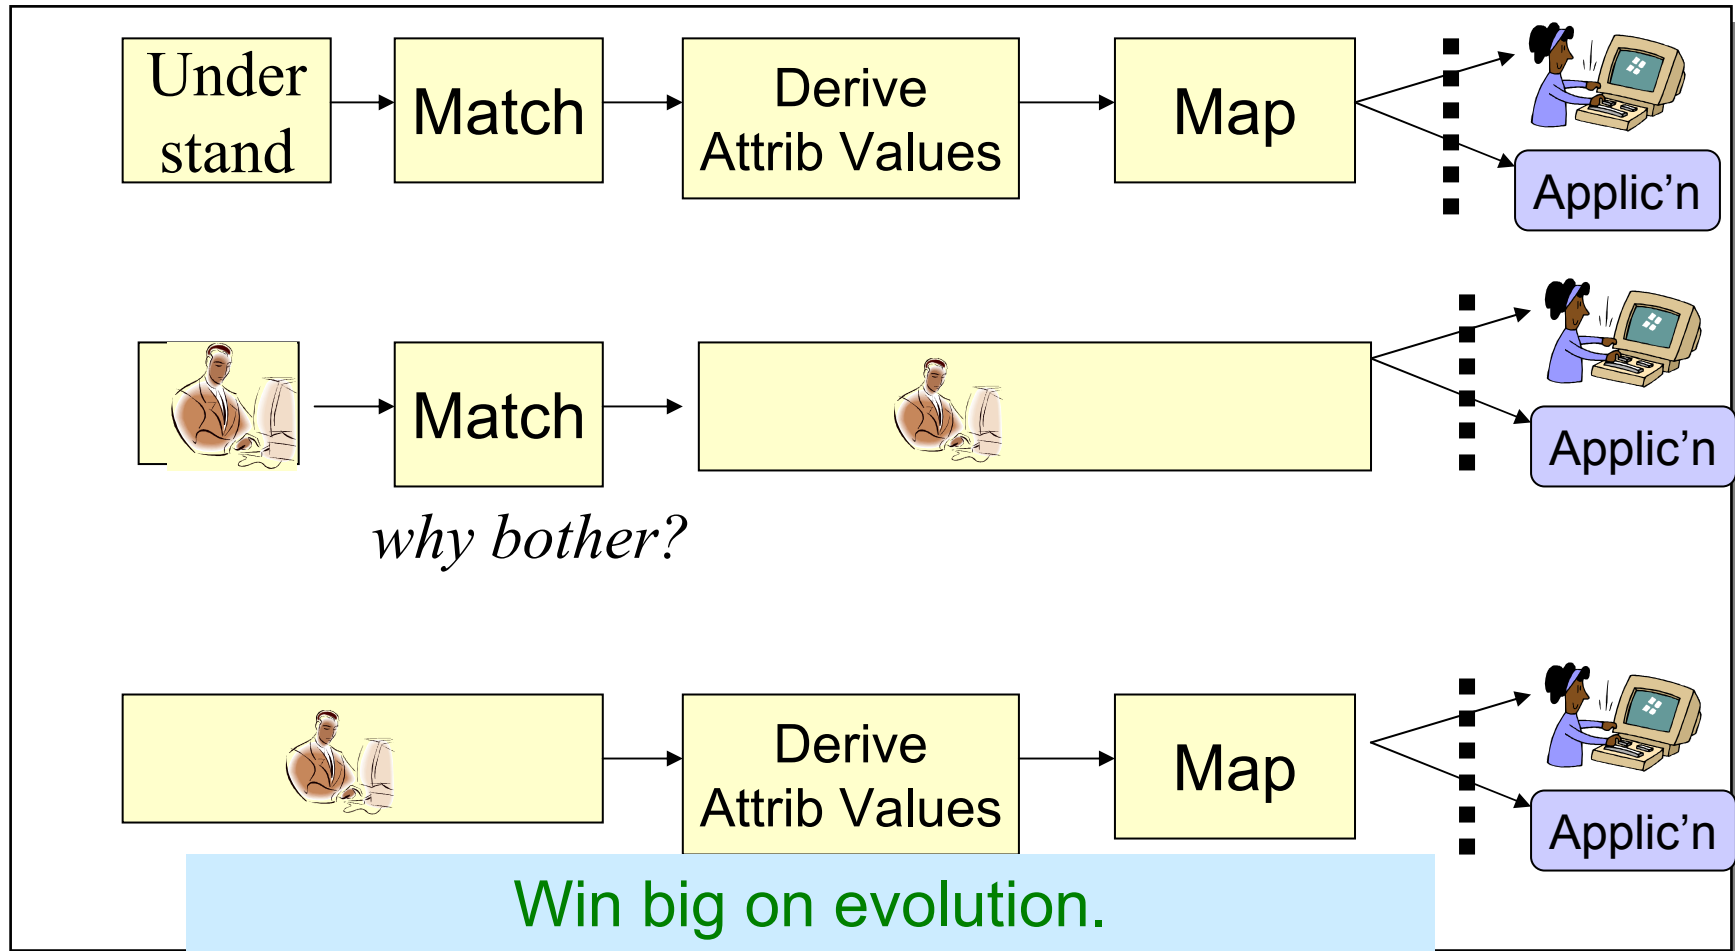 Under
stand
Match
Derive
Attrib Values
Map
Applic’n
Match
why bother?
Applic’n
Derive
Attrib Values
Map
Applic’n
Win big on evolution.